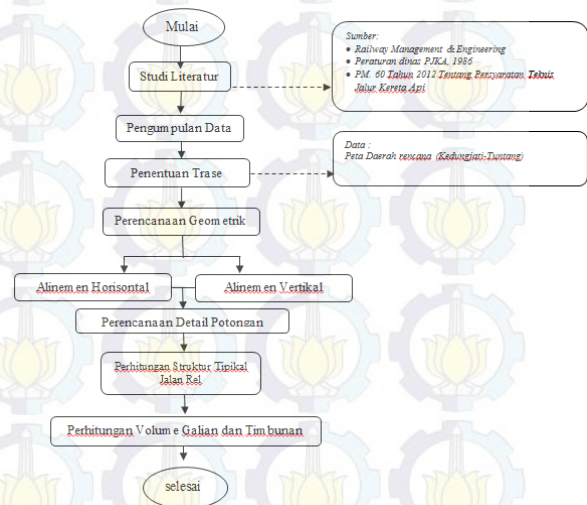 Mulai
Studi Literatur
Sumber:
• Railway Management & Engineering
• Peraturan dinas PJKA, 1986
• PM. 60 Tahun 2012 Tentang Persyaratan Teknis
Jalur Kereta Api
Pengumpulan Data
Penentuan Trase
Data :
Peta Daerah rencana (Kedungjati-Tuntang)
Perencanaan Geometrik
Alinemen Horisontal
Alinemen Vertikal
Perencanaan Detail Potongan
Perhitungan Struktur Tipikal
Jalan Rel
Perhitungan Volume Galian dan Timbunan
selesai